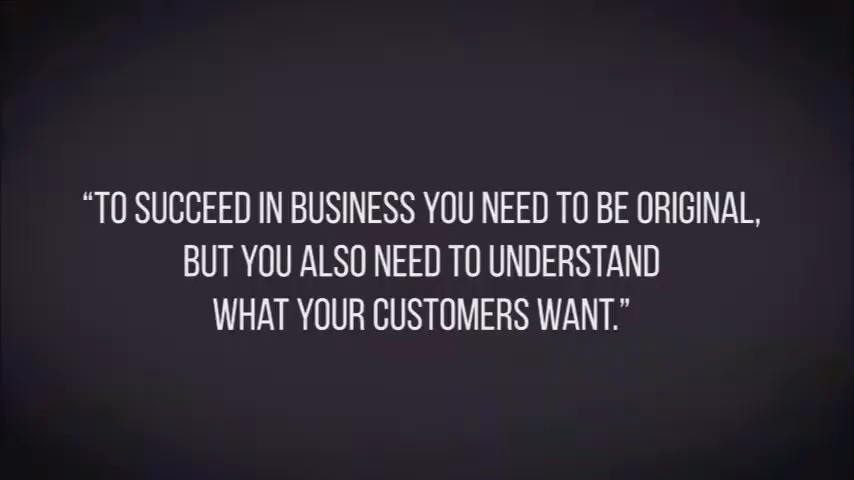 “TO SUCCEED IN BUSINESS YOU NEED TO BE ORIGINAL,
BUT YOU ALSO NEED TO UNDERSTAND
WHAT YOUR CUSTOMERS WANT.”